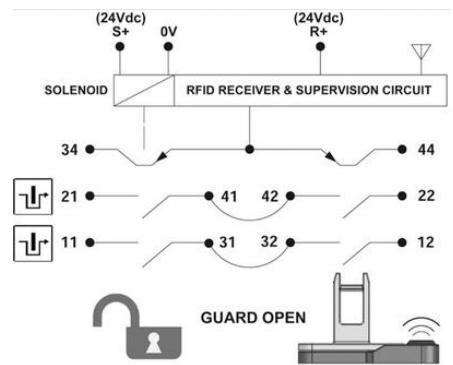 (24Vdc) (24Vdc)
S+ 0V R+
SOLENOID RFID RECEIVER & SUPERVISION CIRCUIT
34 44
21 41 42 22
11 31 32 12
GUARD OPEN